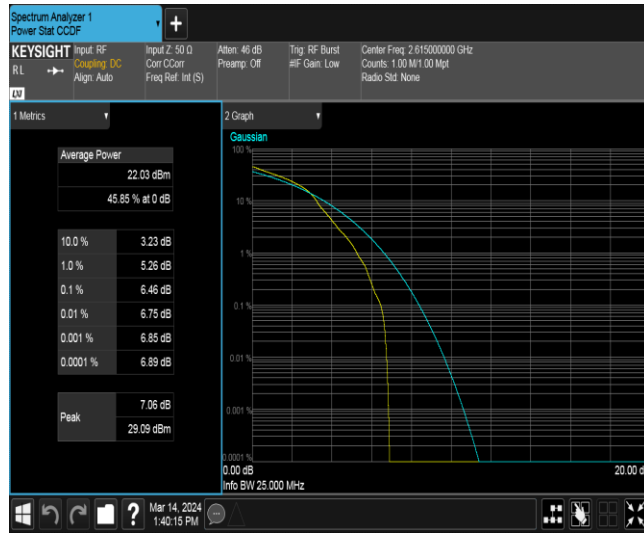 Spectrum Analyzer 1
Power Stat CCDF
+
KEYSIGHT
RL
LXI
Input: RF
Coupling: DC
Align: Auto
Input Z: 50 Ω
Corr CCorr
Freq Ref: Int (S)
Atten: 46 dB
Preamp: Off
Trig: RF Burst
#IF Gain: Low
Center Freq: 2.615000000 GHz
Counts: 1.00 M/1.00 Mpt
Radio Std: None
1 Metrics
Average Power
22.03 dBm
45.85 % at 0 dB
10.0 % 3.23 dB
1.0 % 5.26 dB
0.1 % 6.46 dB
0.01 % 6.75 dB
0.001 % 6.85 dB
0.0001 % 6.89 dB
Peak
7.06 dB
29.09 dBm
2 Graph
Gaussian
100 %
10 %
1 %
0.1 %
0.01 %
0.001 %
0.0001 %
0.00 dB
20.00 d
Info BW 25.000 MHz
?
Mar 14, 2024
1:40:15 PM